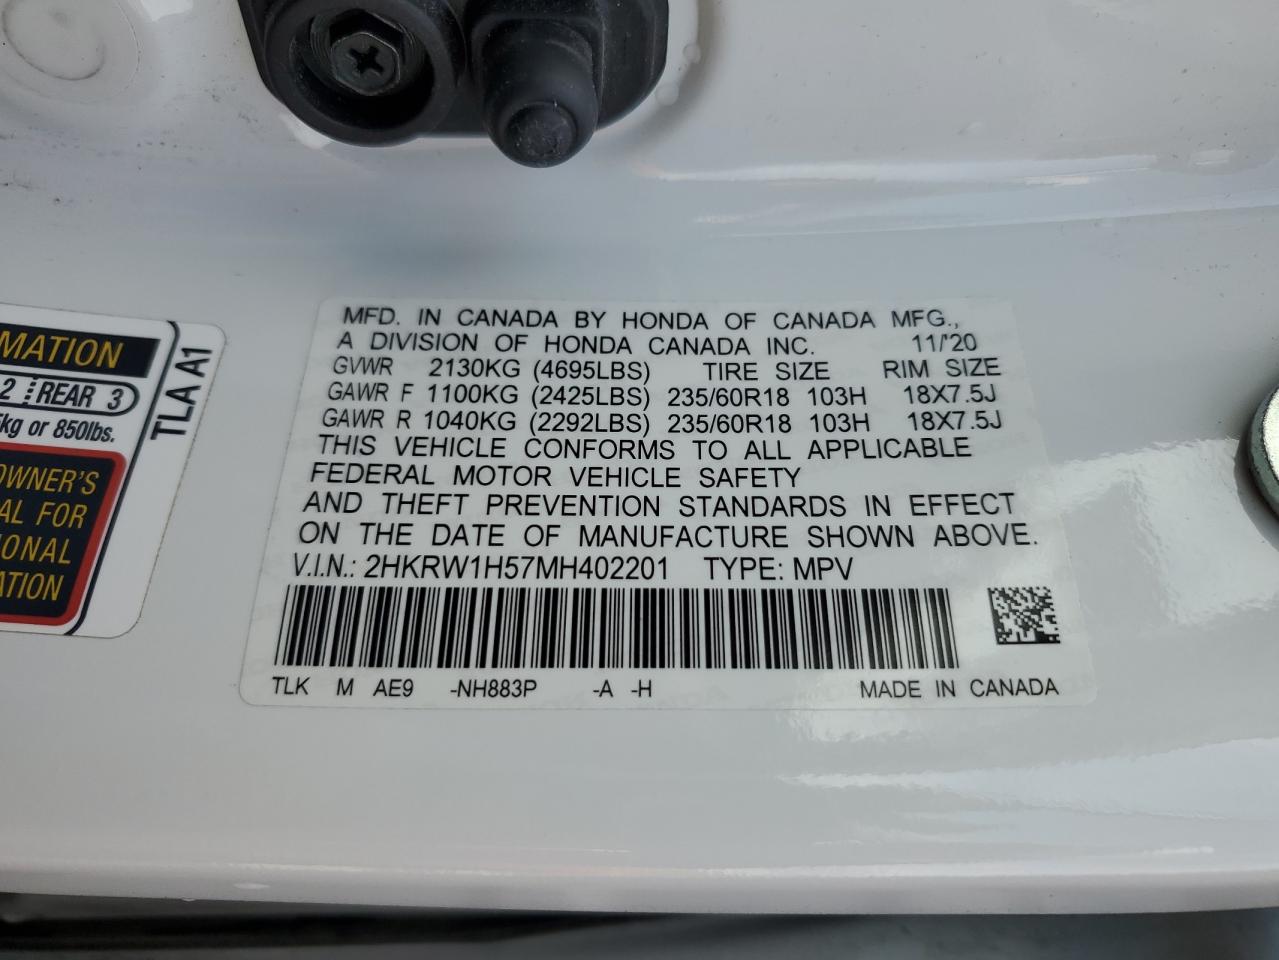 MATION
2 REAR 3
kg or 850lbs.
TLA A1
OWNER'S
AL FOR
IONAL
ATION
MFD. IN CANADA BY HONDA OF CANADA MFG.,
A DIVISION OF HONDA CANADA INC. 11/'20
GVWR 2130KG (4695LBS) TIRE SIZE RIM SIZE
GAWR F 1100KG (2425LBS) 235/60R18 103H 18X7.5J
GAWR R 1040KG (2292LBS) 235/60R18 103H 18X7.5J
THIS VEHICLE CONFORMS TO ALL APPLICABLE
FEDERAL MOTOR VEHICLE SAFETY
AND THEFT PREVENTION STANDARDS IN EFFECT
ON THE DATE OF MANUFACTURE SHOWN ABOVE.
V.I.N.: 2HKRW1H57MH402201 TYPE: MPV
TLK M AE9 -NH883P -A -H MADE IN CANADA